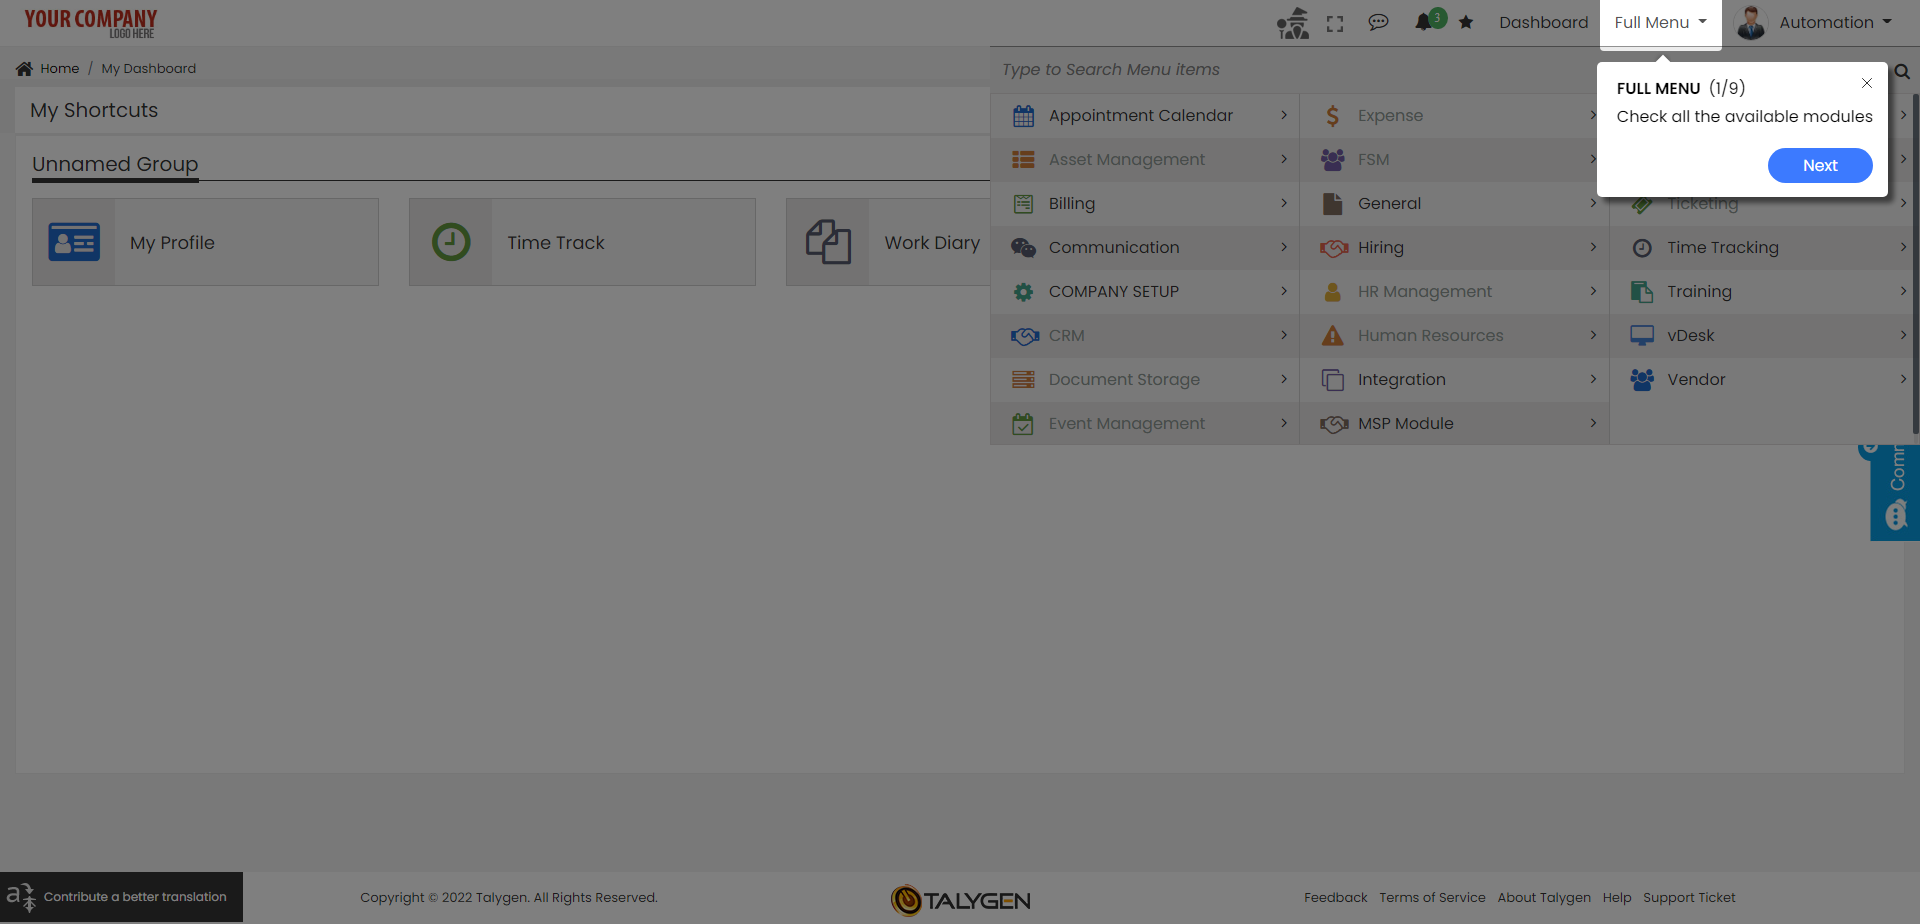 YOUR COMPANY
LOGO HERE
3
Dashboard
Full Menu
Automation
Home / My Dashboard
Type to Search Menu items
FULL MENU (1/9)
Check all the available modules
Next
My Shortcuts
Unnamed Group
My Profile
Time Track
Work Diary
Appointment Calendar
Asset Management
Billing
Communication
COMPANY SETUP
CRM
Document Storage
Event Management
Expense
FSM
General
Hiring
HR Management
Human Resources
Integration
MSP Module
Ticketing
Time Tracking
Training
vDesk
Vendor
Contribute a better translation
Copyright © 2022 Talygen. All Rights Reserved.
TALYGEN
Feedback Terms of Service About Talygen Help Support Ticket